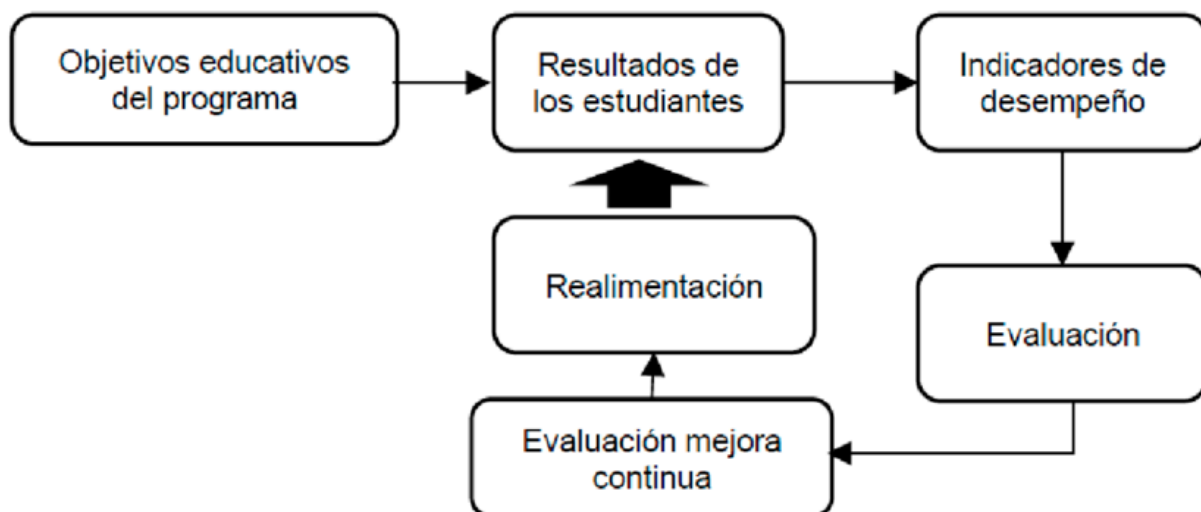 Objetivos educativos
del programa
Resultados de
los estudiantes
Indicadores de
desempeño
Realimentación
Evaluación
Evaluación mejora
continua